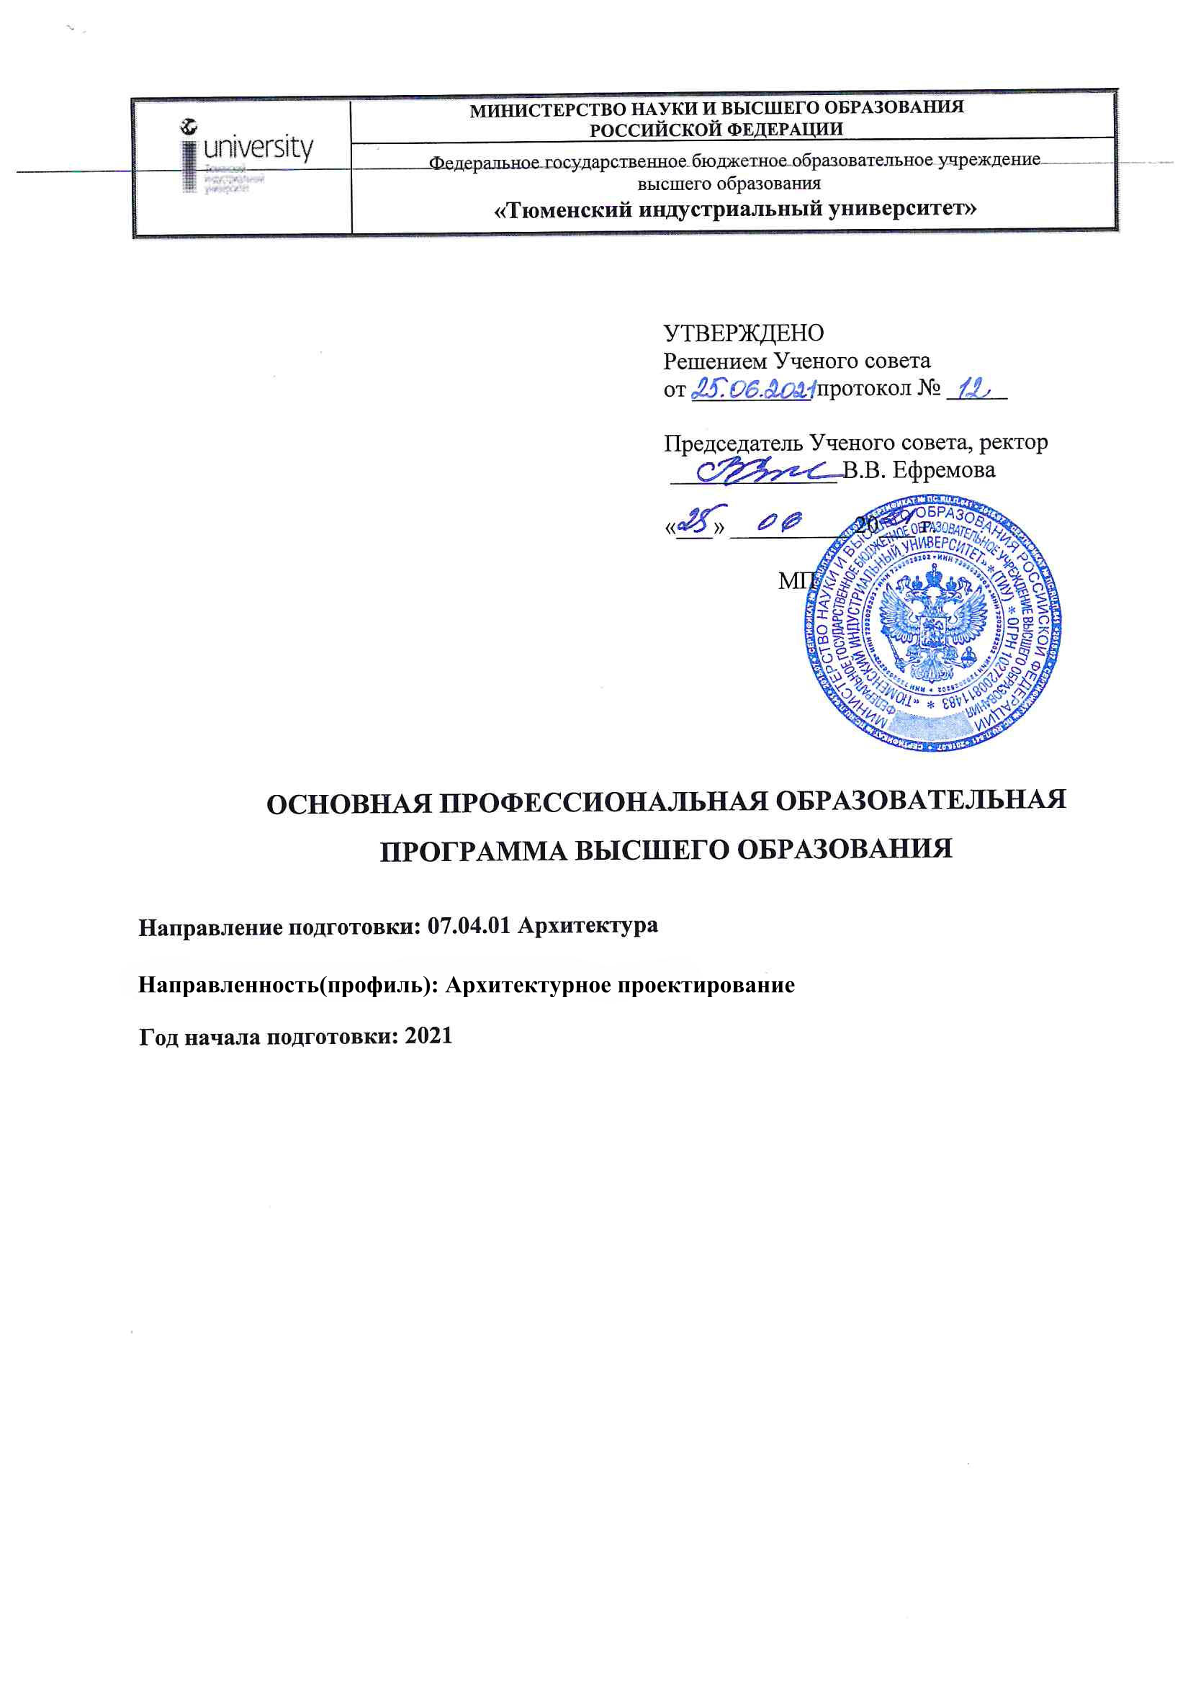 university
Тюменский
индустриальный
университет
МИНИСТЕРСТВО НАУКИ И ВЫСШЕГО ОБРАЗОВАНИЯ
РОССИЙСКОЙ ФЕДЕРАЦИИ
Федеральное государственное бюджетное образовательное учреждение
высшего образования
«Тюменский индустриальный университет»
УТВЕРЖДЕНО
Решением Ученого совета
от 25.06.2021 протокол № 12
Председатель Ученого совета, ректор
В.В. Ефремова
«25» 06 2021 г.
МП
МИНИСТЕРСТВО НАУКИ И ВЫСШЕГО ОБРАЗОВАНИЯ РОССИЙСКОЙ ФЕДЕРАЦИИ
ФЕДЕРАЛЬНОЕ ГОСУДАРСТВЕННОЕ БЮДЖЕТНОЕ ОБРАЗОВАТЕЛЬНОЕ УЧРЕЖДЕНИЕ ВЫСШЕГО ОБРАЗОВАНИЯ
«ТЮМЕНСКИЙ ИНДУСТРИАЛЬНЫЙ УНИВЕРСИТЕТ» * (ТИУ) * ОГРН 1027200811483 *
ИНН 7202028202
ОСНОВНАЯ ПРОФЕССИОНАЛЬНАЯ ОБРАЗОВАТЕЛЬНАЯ
ПРОГРАММА ВЫСШЕГО ОБРАЗОВАНИЯ
Направление подготовки: 07.04.01 Архитектура
Направленность(профиль): Архитектурное проектирование
Год начала подготовки: 2021